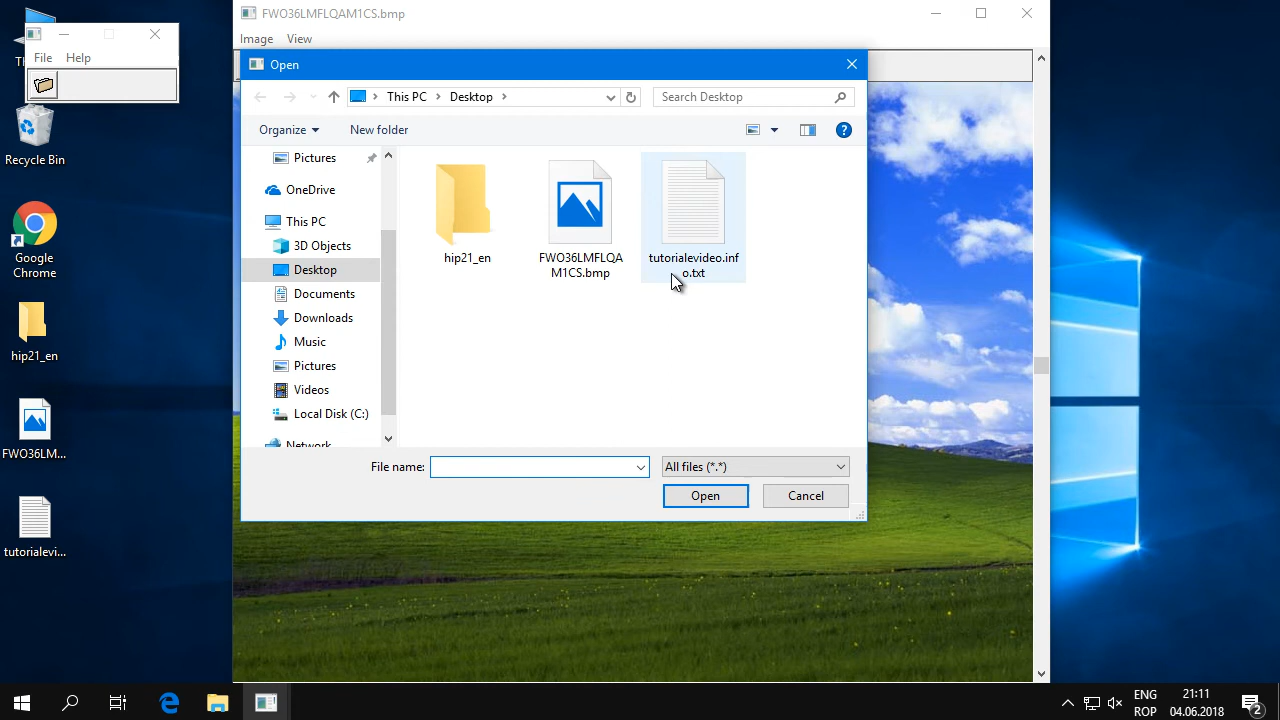 FWO36LMFLQAM1CS.bmp
Image View
File Help
Open
This PC
Desktop
Search Desktop
Organize
New folder
Pictures
OneDrive
This PC
3D Objects
Desktop
Documents
Downloads
Music
Pictures
Videos
Local Disk (C:)
Network
hip21_en
FWO36LMFLQA
M1CS.bmp
tutorialevideo.inf
o.txt
File name:
All files (*.*)
Open
Cancel
Recycle Bin
Google
Chrome
hip21_en
FWO36LM...
tutorialevi...
ENG
ROP
21:11
04.06.2018
2